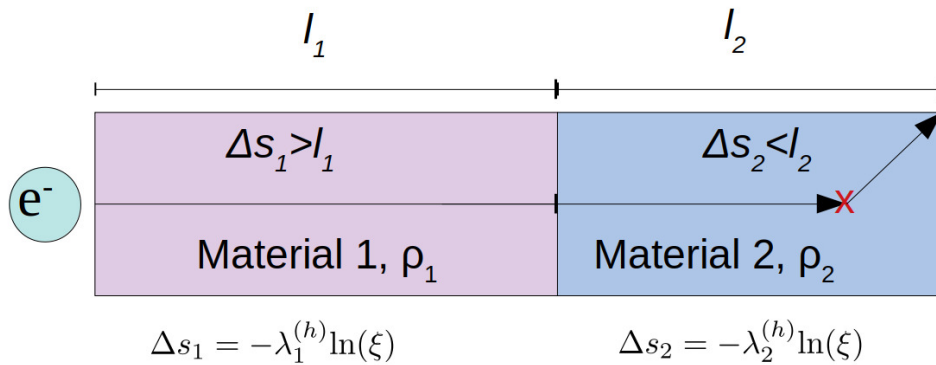 l₁ l₂
Δs₁>l₁ Δs₂<l₂
e⁻ x
Material 1, ρ₁ Material 2, ρ₂
Δs₁ = −λ₁⁽ʰ⁾ln(ξ) Δs₂ = −λ₂⁽ʰ⁾ln(ξ)